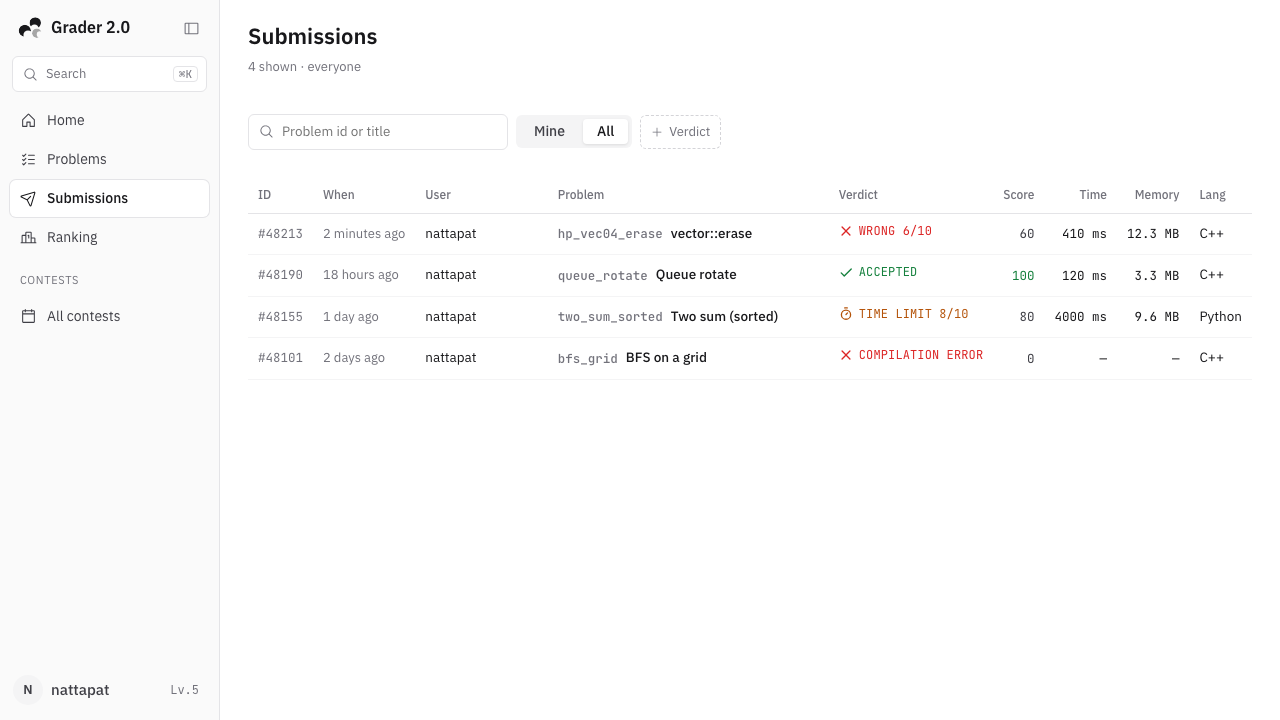 Grader 2.0
Search ⌘K
Home
Problems
Submissions
Ranking
CONTESTS
All contests
N nattapat Lv.5
Submissions
4 shown · everyone
Problem id or title Mine All + Verdict
ID When User Problem Verdict Score Time Memory Lang
#48213 2 minutes ago nattapat hp_vec04_erase vector::erase WRONG 6/10 60 410 ms 12.3 MB C++
#48190 18 hours ago nattapat queue_rotate Queue rotate ACCEPTED 100 120 ms 3.3 MB C++
#48155 1 day ago nattapat two_sum_sorted Two sum (sorted) TIME LIMIT 8/10 80 4000 ms 9.6 MB Python
#48101 2 days ago nattapat bfs_grid BFS on a grid COMPILATION ERROR 0 — — C++